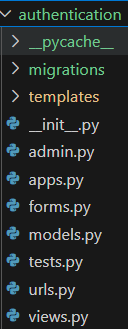 authentication
__pycache__
migrations
templates
__init__.py
admin.py
apps.py
forms.py
models.py
tests.py
urls.py
views.py